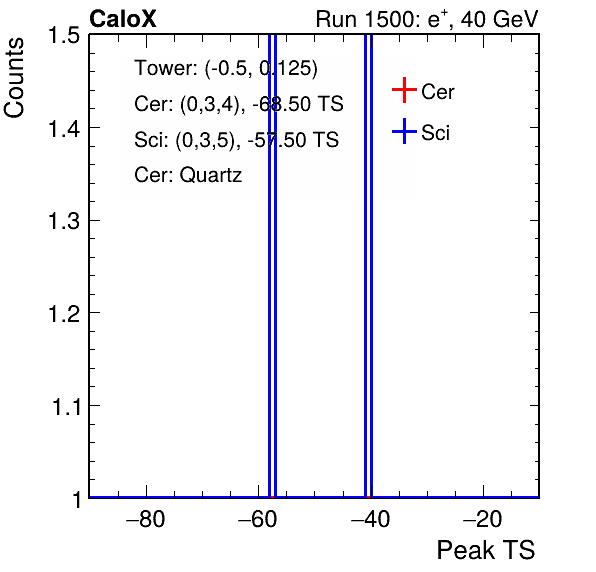 CaloX Run 1500: e⁺, 40 GeV
Counts
1.5
1.4
1.3
1.2
1.1
1
Tower: (-0.5, 0.125)
Cer: (0,3,4), -68.50 TS
Sci: (0,3,5), -57.50 TS
Cer: Quartz
Cer
Sci
−80 −60 −40 −20
Peak TS